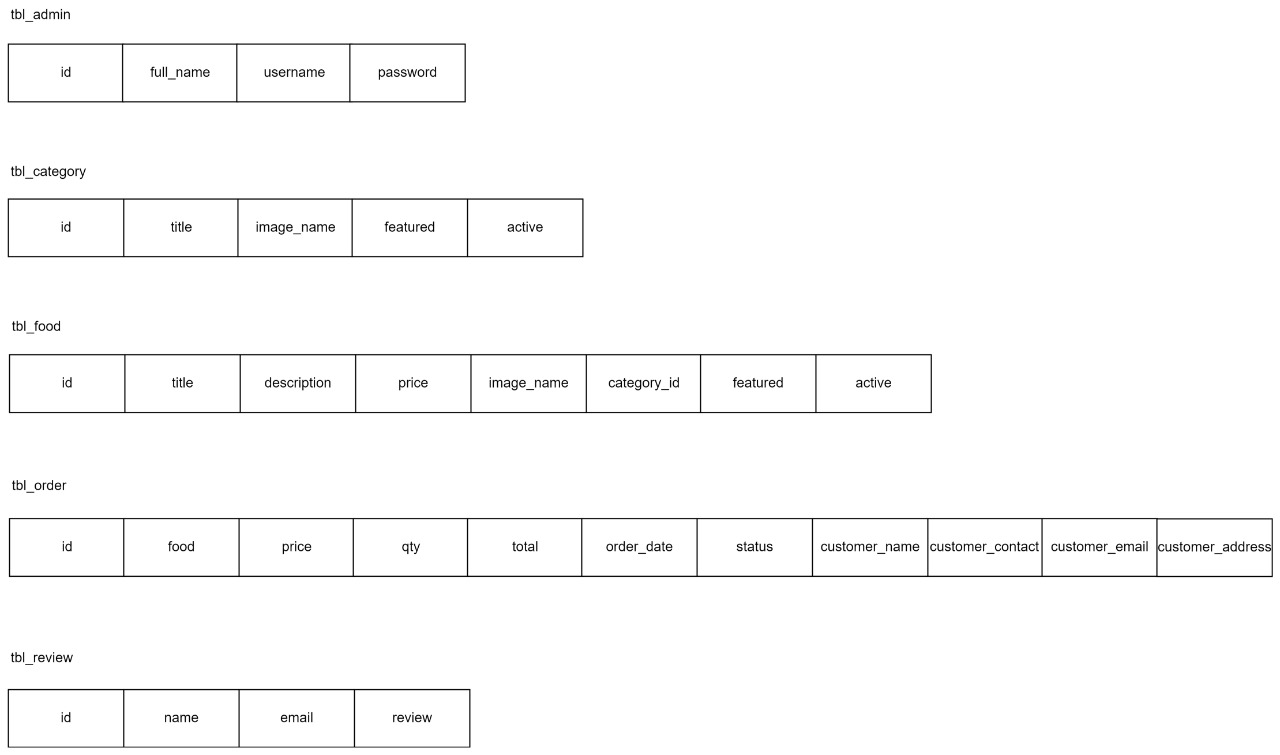 tbl_admin
id full_name username password
tbl_category
id title image_name featured active
tbl_food
id title description price image_name category_id featured active
tbl_order
id food price qty total order_date status customer_name customer_contact customer_email customer_address
tbl_review
id name email review